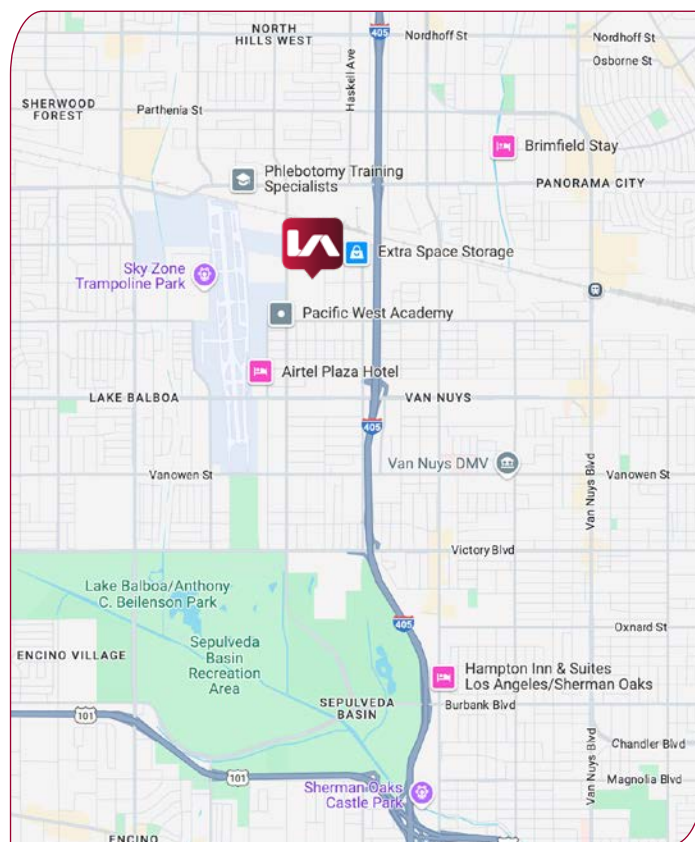 NORTH
HILLS WEST
405
Nordhoff St
Nordhoff St
Osborne St
Haskell Ave
SHERWOOD
FOREST
Parthenia St
Brimfield Stay
Phlebotomy Training
Specialists
PANORAMA CITY
Extra Space Storage
Sky Zone
Trampoline Park
Pacific West Academy
Airtel Plaza Hotel
LAKE BALBOA
VAN NUYS
405
Van Nuys DMV
Vanowen St
Vanowen St
Van Nuys Blvd
Victory Blvd
Lake Balboa/Anthony
C. Beilenson Park
405
Oxnard St
Sepulveda
Basin
Recreation
Area
ENCINO VILLAGE
Hampton Inn & Suites
Los Angeles/Sherman Oaks
SEPULVEDA
BASIN
Burbank Blvd
101
Van Nuys Blvd
Chandler Blvd
101
Magnolia Blvd
Sherman Oaks
Castle Park
ENCINO